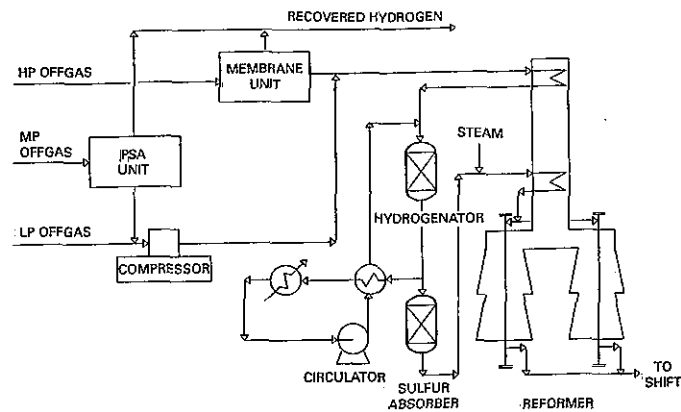 RECOVERED HYDROGEN
HP OFFGAS
MEMBRANE
UNIT
MP
OFFGAS
PSA
UNIT
STEAM
HYDROGENATOR
LP OFFGAS
COMPRESSOR
CIRCULATOR
SULFUR
ABSORBER
REFORMER
TO
SHIFT